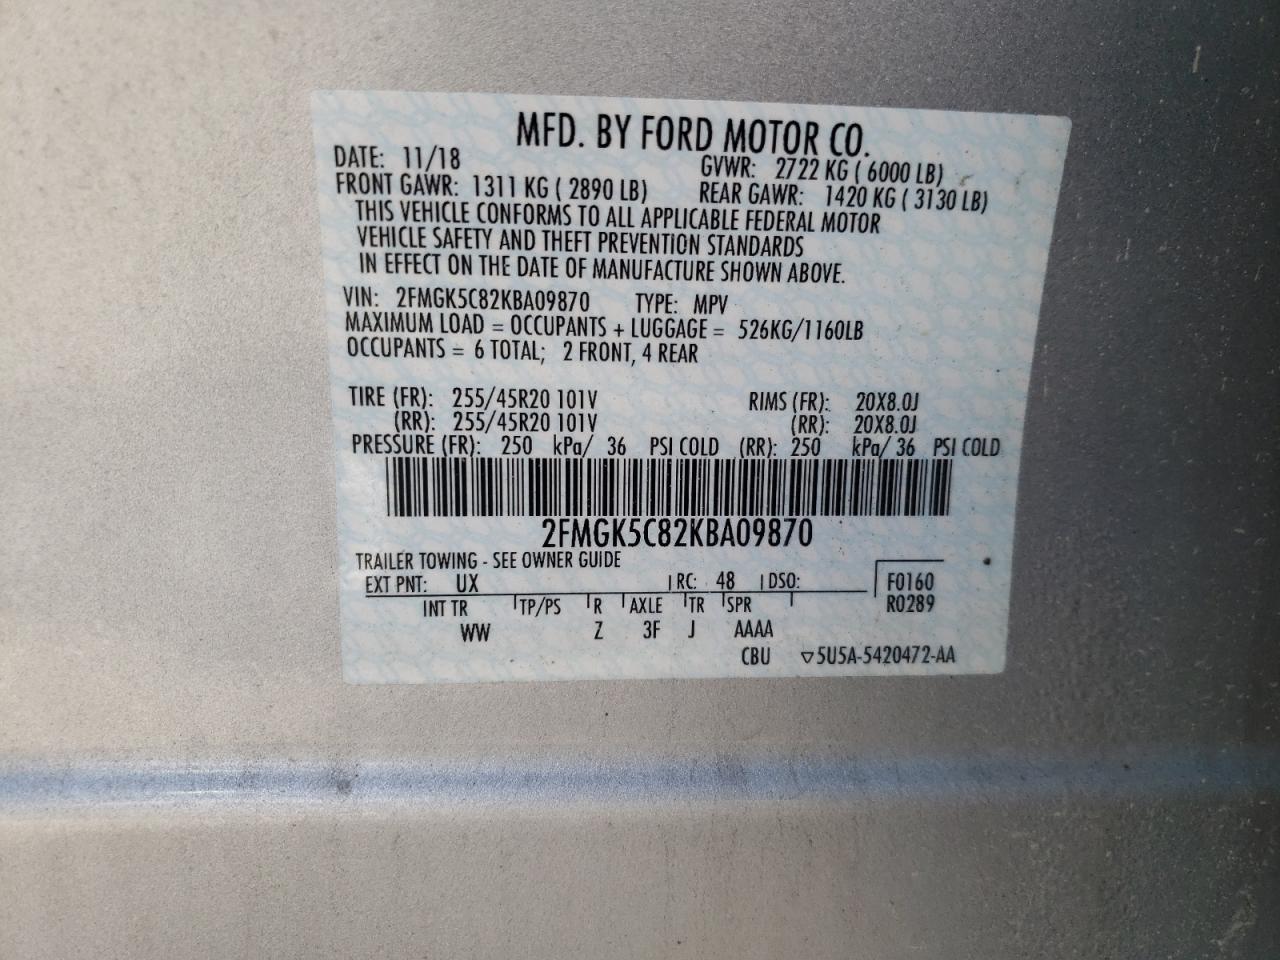 MFD. BY FORD MOTOR CO.
DATE: 11/18 GVWR: 2722 KG ( 6000 LB)
FRONT GAWR: 1311 KG ( 2890 LB) REAR GAWR: 1420 KG ( 3130 LB)
THIS VEHICLE CONFORMS TO ALL APPLICABLE FEDERAL MOTOR
VEHICLE SAFETY AND THEFT PREVENTION STANDARDS
IN EFFECT ON THE DATE OF MANUFACTURE SHOWN ABOVE.
VIN: 2FMGK5C82KBA09870 TYPE: MPV
MAXIMUM LOAD = OCCUPANTS + LUGGAGE = 526KG/1160LB
OCCUPANTS = 6 TOTAL; 2 FRONT, 4 REAR
TIRE (FR): 255/45R20 101V RIMS (FR): 20X8.0J
(RR): 255/45R20 101V (RR): 20X8.0J
PRESSURE (FR): 250 kPa/ 36 PSI COLD (RR): 250 kPa/ 36 PSI COLD
2FMGK5C82KBA09870
TRAILER TOWING - SEE OWNER GUIDE
EXT PNT: UX RC: 48 DSO: F0160
INT TR TP/PS R AXLE TR SPR R0289
WW Z 3F J AAAA
CBU ▽5U5A-5420472-AA